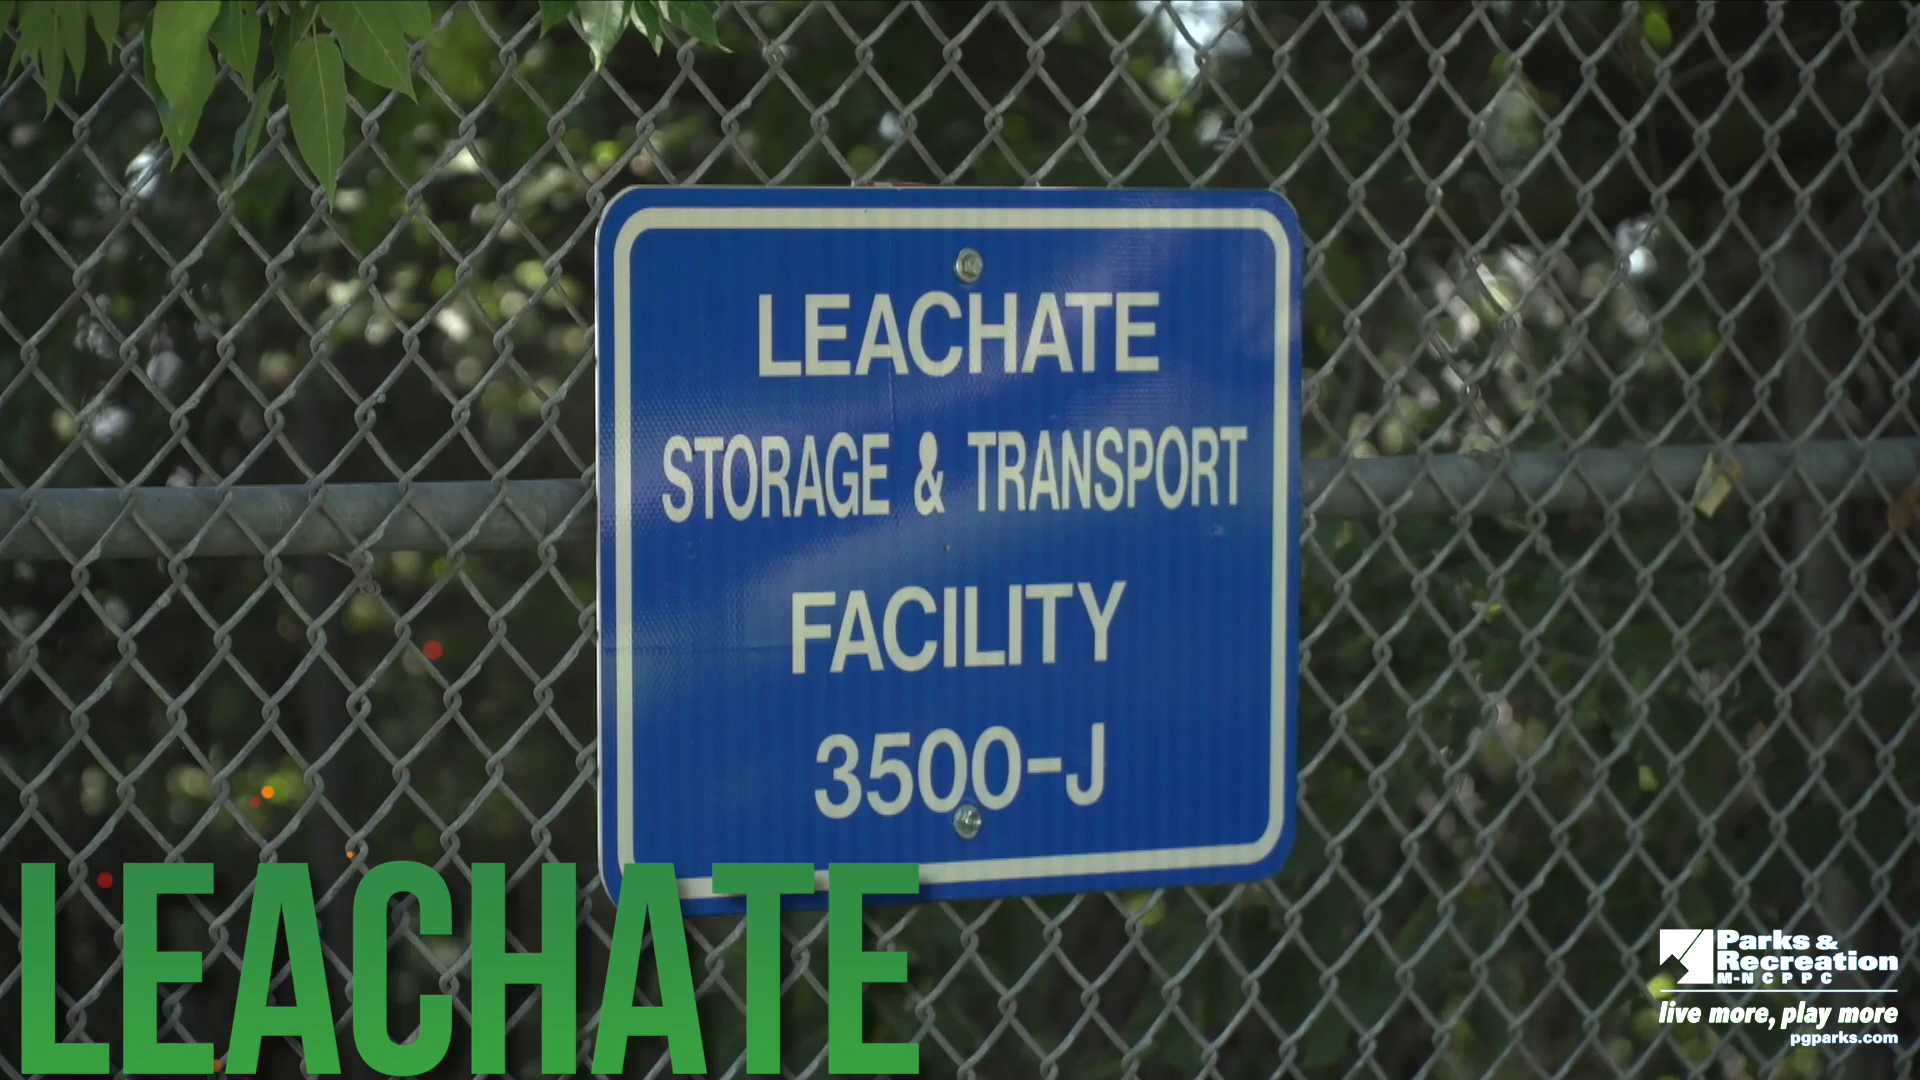 LEACHATE
STORAGE & TRANSPORT
FACILITY
3500-J
LEACHATE
Parks &
Recreation
M-NCPPC
live more, play more
pgparks.com